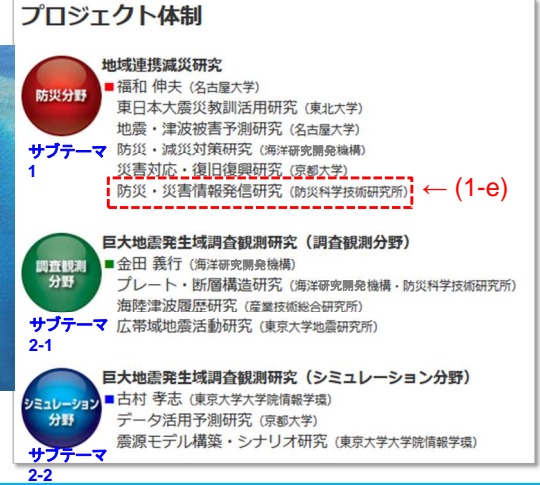 プロジェクト体制
防災分野
サブテーマ
1
地域連携減災研究
■福和 伸夫（名古屋大学）
東日本大震災教訓活用研究（東北大学）
地震・津波被害予測研究（名古屋大学）
防災・減災対策研究（海洋研究開発機構）
災害対応・復旧復興研究（京都大学）
防災・災害情報発信研究（防災科学技術研究所）
← (1-e)
調査観測
分野
サブテーマ
2-1
巨大地震発生域調査観測研究（調査観測分野）
■金田 義行（海洋研究開発機構）
プレート・断層構造研究（海洋研究開発機構・防災科学技術研究所）
海陸津波履歴研究（産業技術総合研究所）
広帯域地震活動研究（東京大学地震研究所）
シミュレーション
分野
サブテーマ
2-2
巨大地震発生域調査観測研究（シミュレーション分野）
■古村 孝志（東京大学大学院情報学環）
データ活用予測研究（京都大学）
震源モデル構築・シナリオ研究（東京大学大学院情報学環）